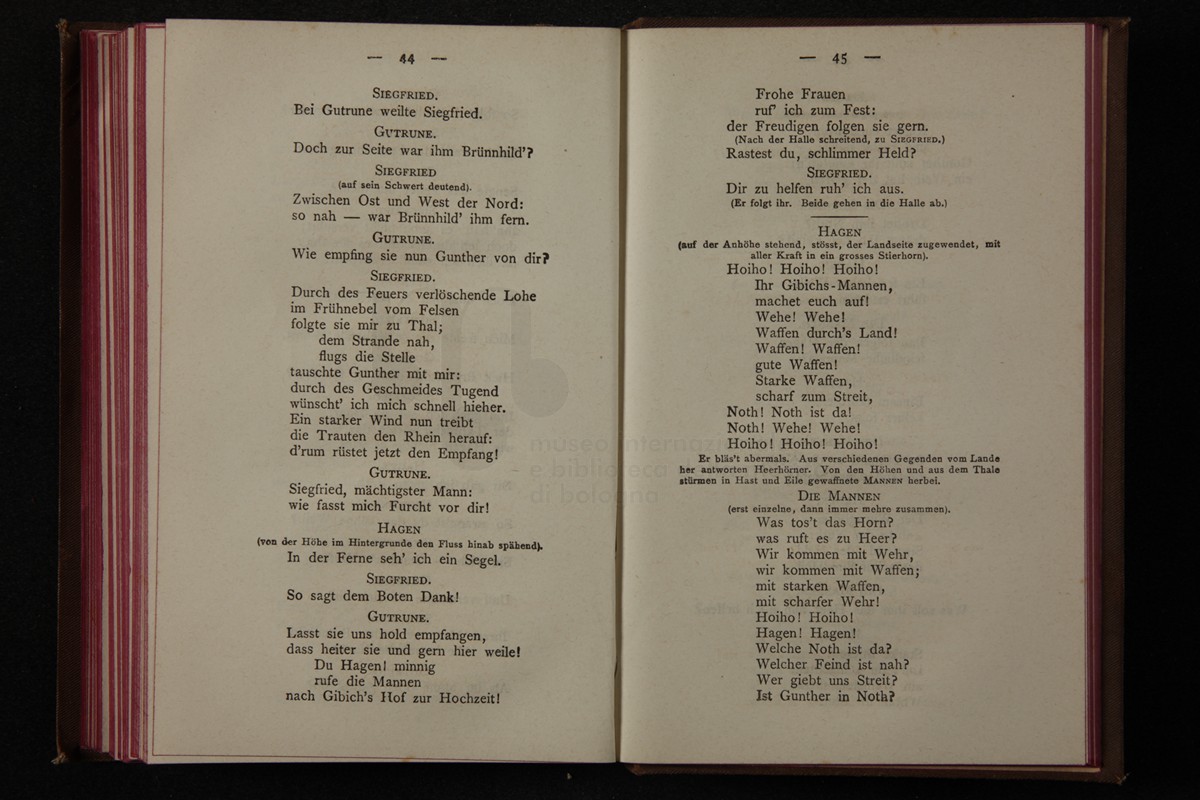 — 44 —
SIEGFRIED.
Bei Gutrune weilte Siegfried.
GUTRUNE.
Doch zur Seite war ihm Brünnhild'?
SIEGFRIED
(auf sein Schwert deutend).
Zwischen Ost und West der Nord:
so nah — war Brünnhild' ihm fern.
GUTRUNE.
Wie empfing sie nun Gunther von dir?
SIEGFRIED.
Durch des Feuers verlöschende Lohe
im Frühnebel vom Felsen
folgte sie mir zu Thal;
dem Strande nah,
flugs die Stelle
tauschte Gunther mit mir:
durch des Geschmeides Tugend
wünscht' ich mich schnell hieher.
Ein starker Wind nun treibt
die Trauten den Rhein herauf:
d'rum rüstet jetzt den Empfang!
GUTRUNE.
Siegfried, mächtigster Mann:
wie fasst mich Furcht vor dir!
HAGEN
(von der Höhe im Hintergrunde den Fluss hinab spähend).
In der Ferne seh' ich ein Segel.
SIEGFRIED.
So sagt dem Boten Dank!
GUTRUNE.
Lasst sie uns hold empfangen,
dass heiter sie und gern hier weile!
Du Hagen! minnig
rufe die Mannen
nach Gibich's Hof zur Hochzeit!
— 45 —
Frohe Frauen
ruf' ich zum Fest:
der Freudigen folgen sie gern.
(Nach der Halle schreitend, zu SIEGFRIED.)
Rastest du, schlimmer Held?
SIEGFRIED.
Dir zu helfen ruh' ich aus.
(Er folgt ihr. Beide gehen in die Halle ab.)
HAGEN
(auf der Anhöhe stehend, stösst, der Landseite zugewendet, mit
aller Kraft in ein grosses Stierhorn).
Hoiho! Hoiho! Hoiho!
Ihr Gibichs-Mannen,
machet euch auf!
Wehe! Wehe!
Waffen durch's Land!
Waffen! Waffen!
gute Waffen!
Starke Waffen,
scharf zum Streit,
Noth! Noth ist da!
Noth! Wehe! Wehe!
Hoiho! Hoiho! Hoiho!
Er bläs't abermals. Aus verschiedenen Gegenden vom Lande
her antworten Heerhörner. Von den Höhen und aus dem Thale
stürmen in Hast und Eile gewaffnete MANNEN herbei.
DIE MANNEN
(erst einzelne, dann immer mehre zusammen).
Was tos't das Horn?
was ruft es zu Heer?
Wir kommen mit Wehr,
wir kommen mit Waffen;
mit starken Waffen,
mit scharfer Wehr!
Hoiho! Hoiho!
Hagen! Hagen!
Welche Noth ist da?
Welcher Feind ist nah?
Wer giebt uns Streit?
Ist Gunther in Noth?
museo internazi
e biblioteca
di bologna